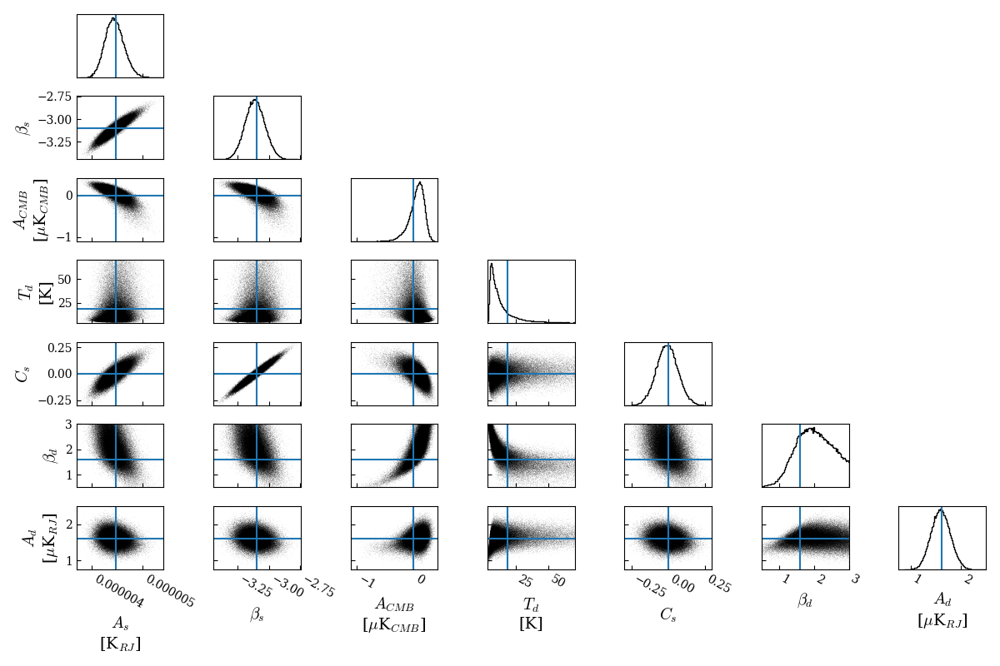 −2.75
−3.00
−3.25
β_s
0
−1
A_CMB
[μK_CMB]
50
25
T_d
[K]
0.25
0.00
−0.25
C_s
3
2
1
β_d
2
1
A_d
[μK_RJ]
0.000004 0.000005 −3.25 −3.00 −2.75 −1 0 25 50 −0.25 0.00 0.25 1 2 3 1 2
A_s
[K_RJ]
β_s
A_CMB
[μK_CMB]
T_d
[K]
C_s
β_d
A_d
[μK_RJ]